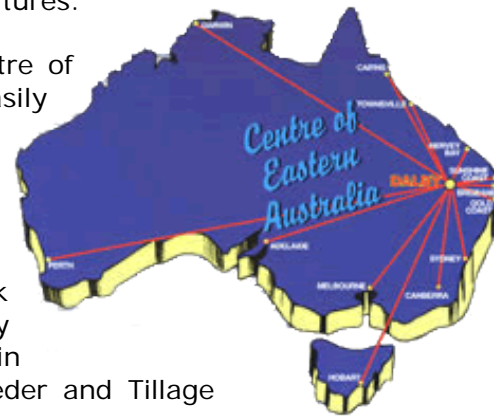 tures.
tre of
asily
DARWIN
CAIRNS
TOWNSVILLE
Centre of
Eastern
Australia
HERVEY
BAY
SUNSHINE
COAST
DALBY
BRISBANE
GOLD
COAST
PERTH
ADELAIDE
SYDNEY
MELBOURNE
CANBERRA
k
y
in
HOBART
eder and Tillage